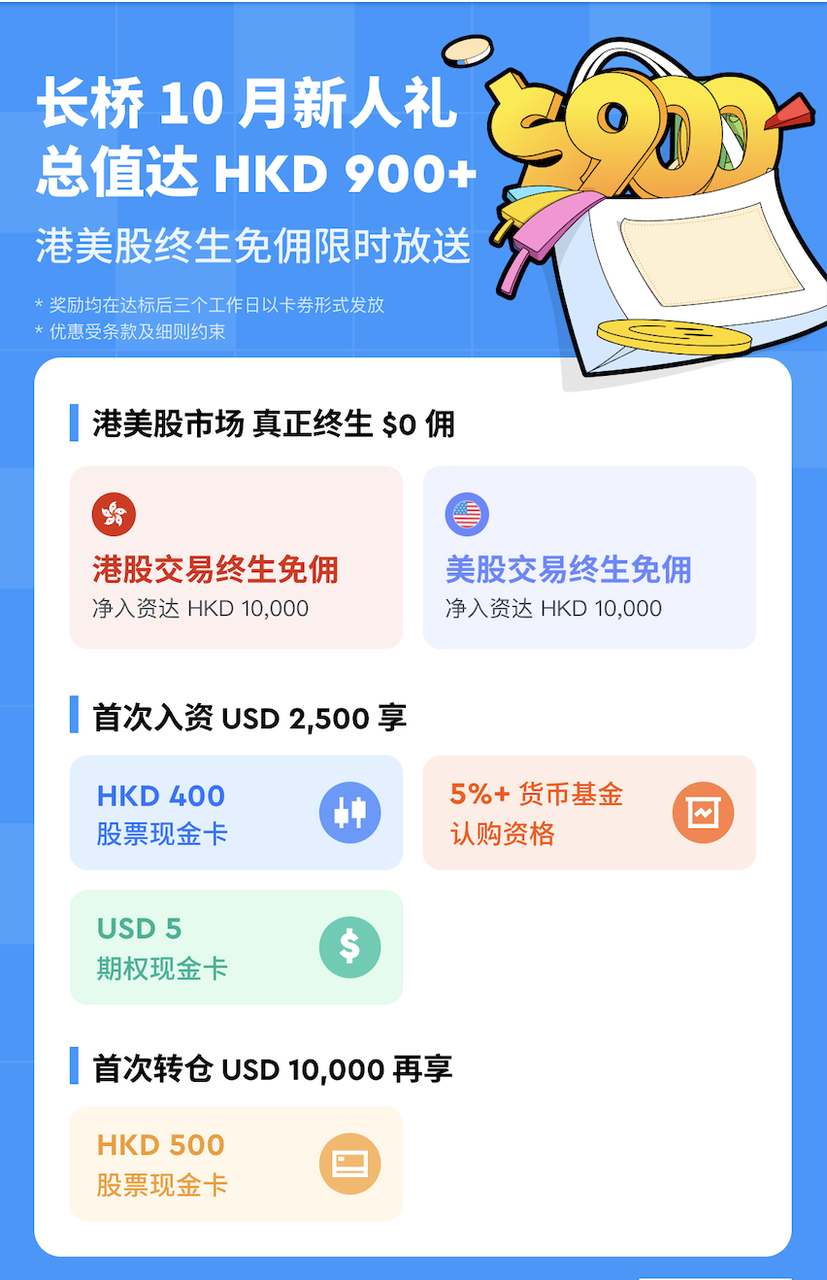 长桥 10 月新人礼
总值达 HKD 900+
港美股终生免佣限时放送
* 奖励均在达标后三个工作日以卡券形式发放
* 优惠受条款及细则约束
$900
港美股市场 真正终生 $0 佣
港股交易终生免佣
净入资达 HKD 10,000
美股交易终生免佣
净入资达 HKD 10,000
首次入资 USD 2,500 享
HKD 400
股票现金卡
5%+ 货币基金
认购资格
USD 5
期权现金卡
$
首次转仓 USD 10,000 再享
HKD 500
股票现金卡